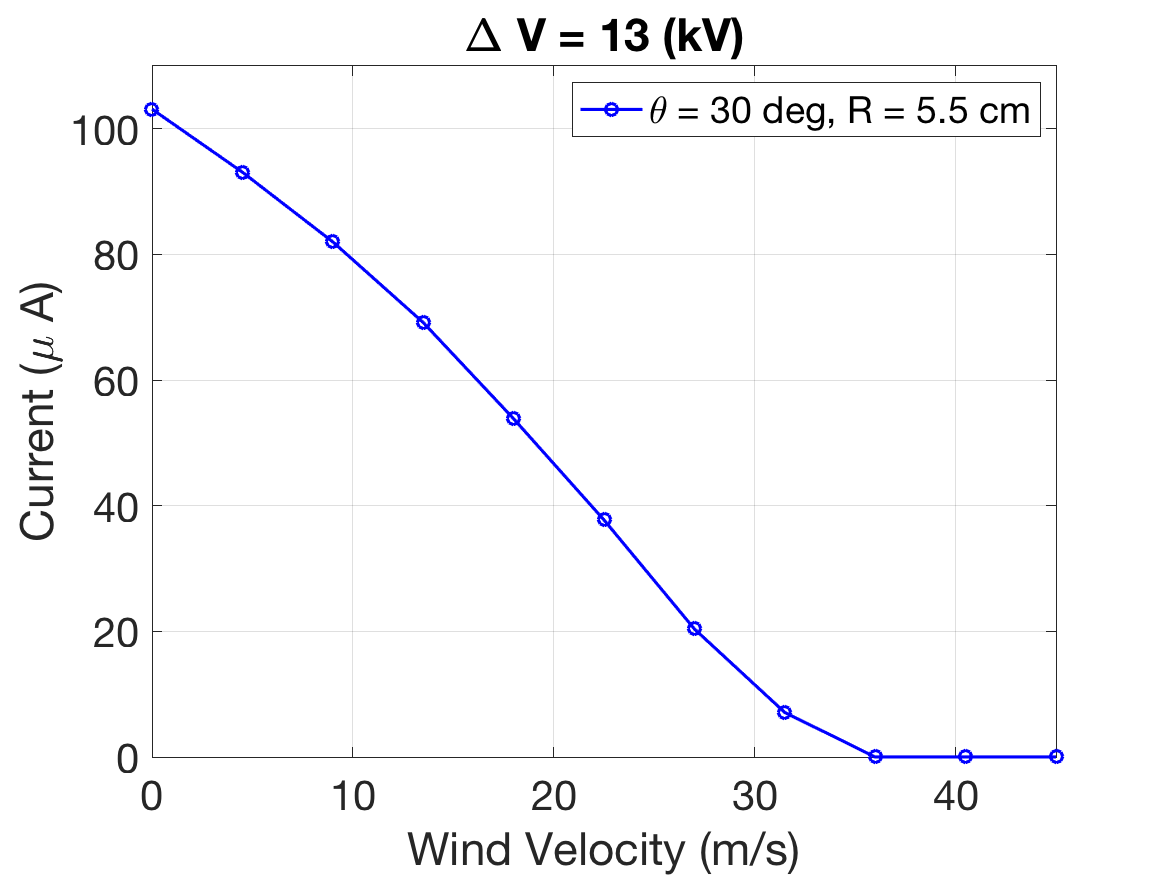 Δ V = 13 (kV)
θ = 30 deg, R = 5.5 cm
100
80
60
40
20
0
Current (μ A)
0 10 20 30 40
Wind Velocity (m/s)